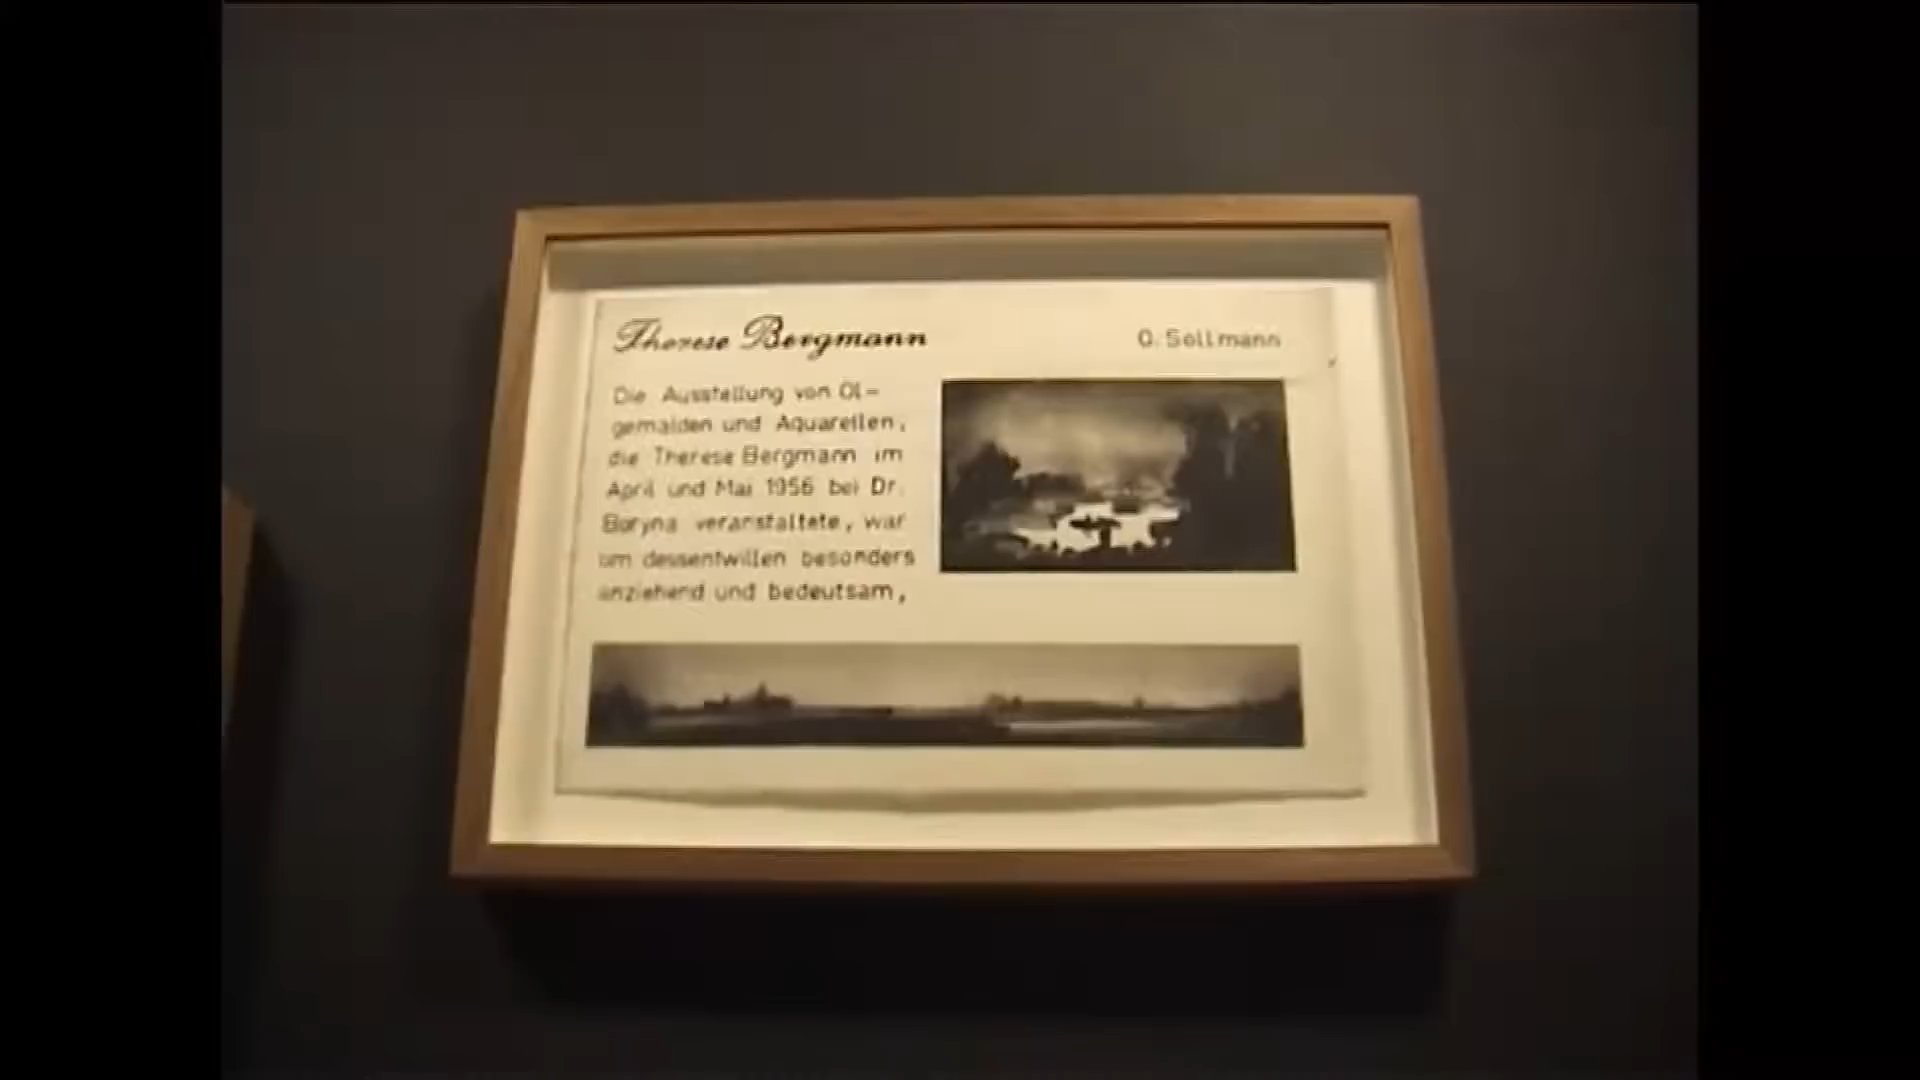 Therese Bergmann
O. Sollmann
Die Ausstellung von Öl-
gemälden und Aquarellen,
die Therese Bergmann im
April und Mai 1956 bei Dr.
Boryna veranstaltete, war
um dessentwillen besonders
anziehend und bedeutsam,